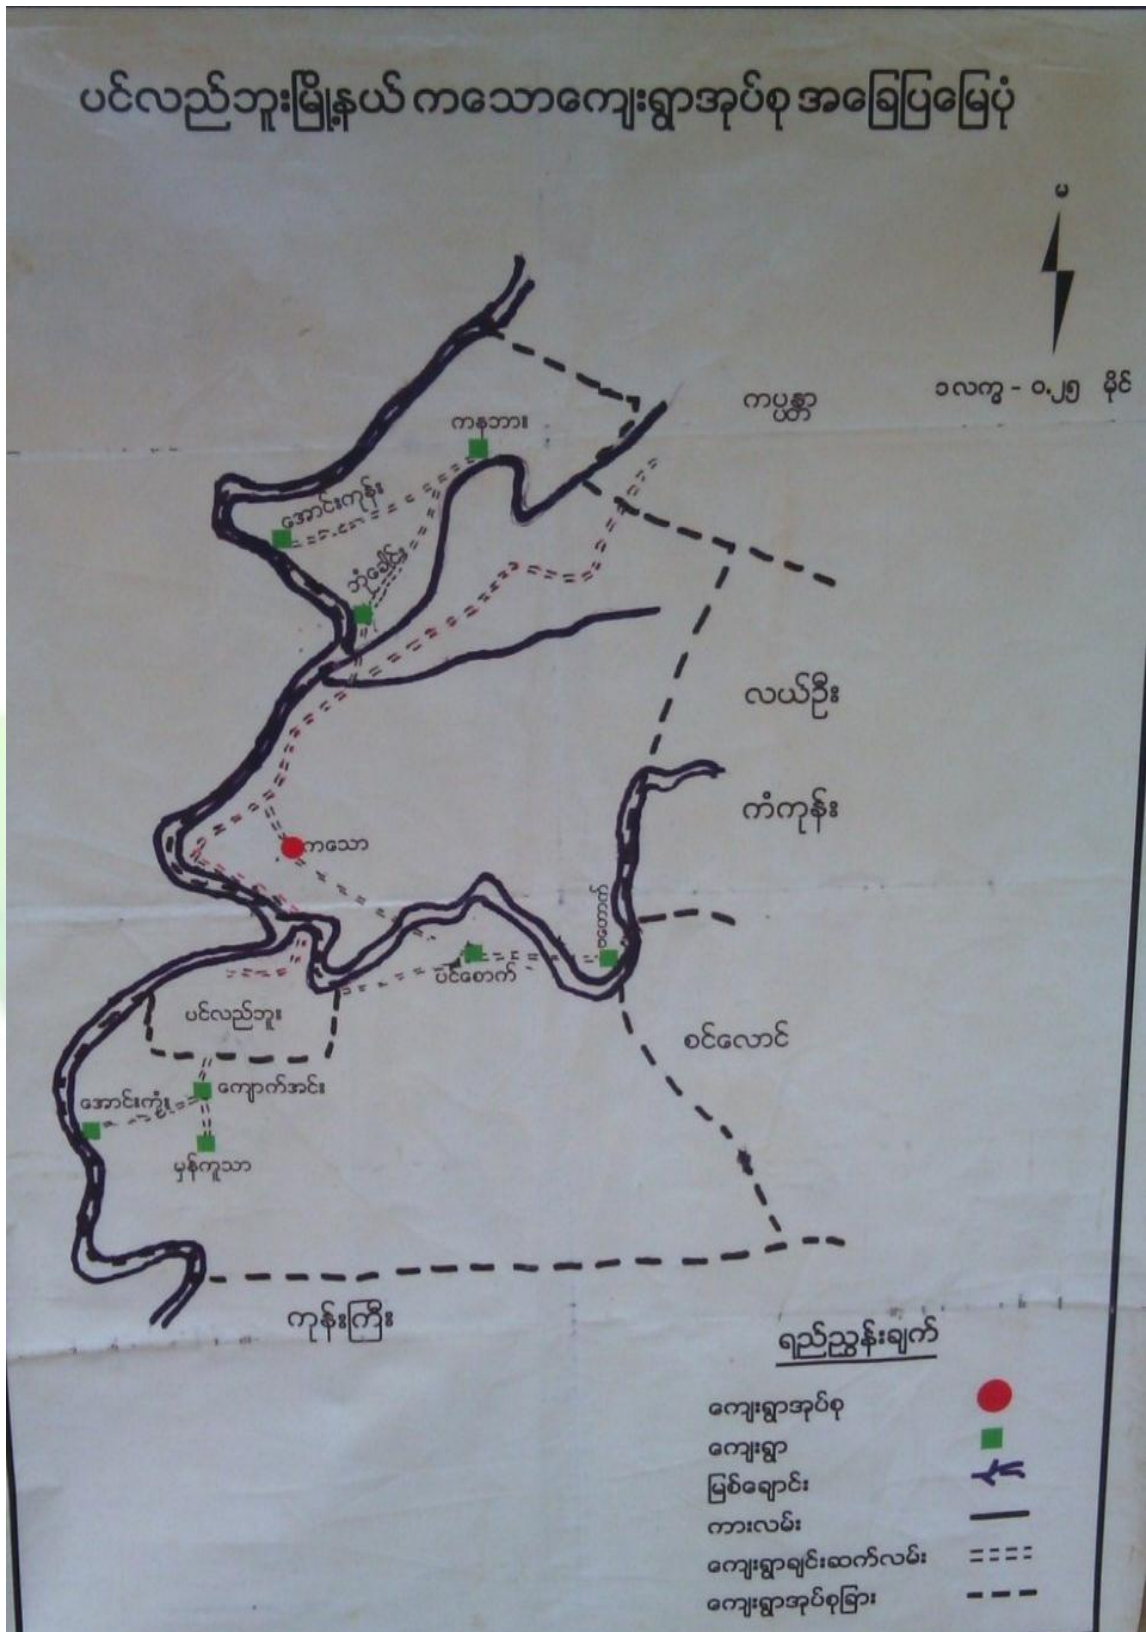 ပင်လည်ဘူးမြို့နယ် ကသောကျေးရွာအုပ်စု အခြေပြမြေပုံ
မ
၁လက္မ - ၀.၂၅ မိုင်
ကပ္ပန္တာ
ကနဘား
အောင်းကုန်း
ဘုံခေါင်း
လယ်ဦး
ကံကုန်း
ကသော
ဗတောက်
ပင်စောက်
ပင်လည်ဘူး
စင်လောင်
ကျောက်အင်း
အောင်းကုံး
မှန်ကူသာ
ကုန်းကြီး
ရည်ညွှန်းချက်
ကျေးရွာအုပ်စု
ကျေးရွာ
မြစ်ချောင်း
ကားလမ်း
ကျေးရွာချင်းဆက်လမ်း
ကျေးရွာအုပ်စုခြား